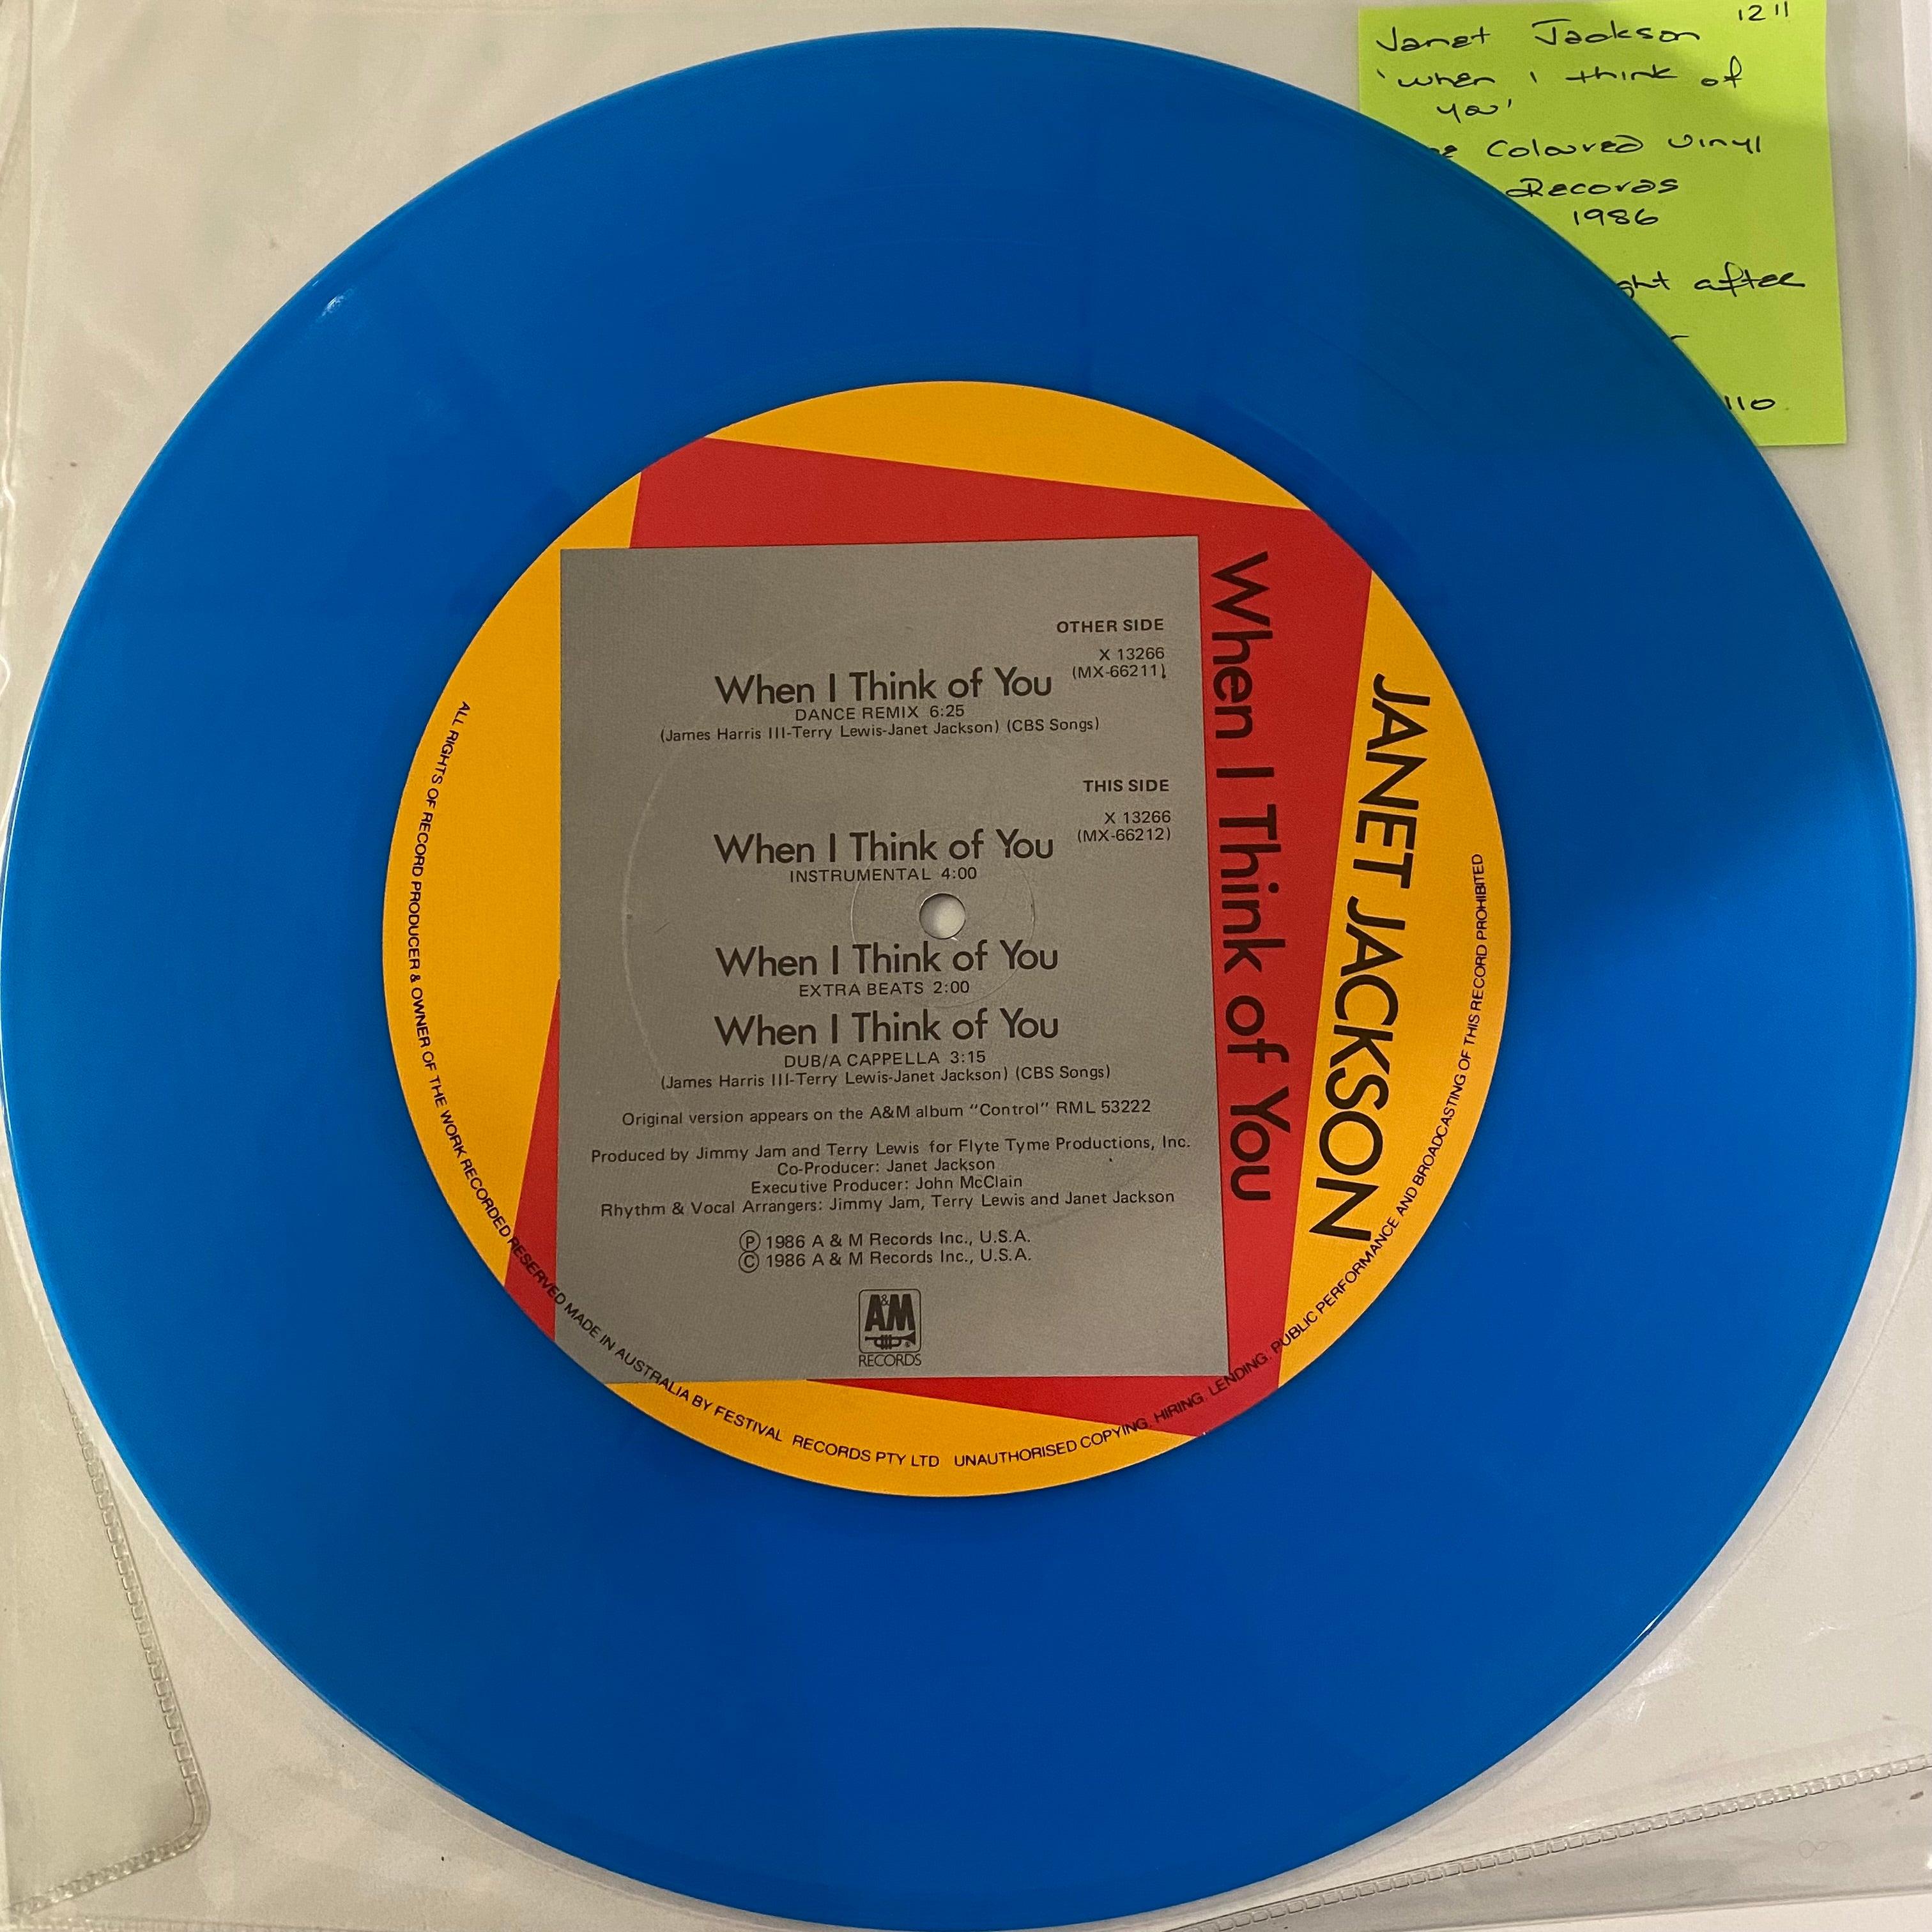 12"
Janet Jackson
'when i think of
you'
Coloured Vinyl
Records
1986
after
110
OTHER SIDE
X 13266
(MX-66211)
When I Think of You
DANCE REMIX 6:25
(James Harris III-Terry Lewis-Janet Jackson) (CBS Songs)
THIS SIDE
X 13266
(MX-66212)
When I Think of You
INSTRUMENTAL 4:00
When I Think of You
EXTRA BEATS 2:00
When I Think of You
DUB/A CAPPELLA 3:15
(James Harris III-Terry Lewis-Janet Jackson) (CBS Songs)
Original version appears on the A&M album "Control" RML 53222
Produced by Jimmy Jam and Terry Lewis for Flyte Tyme Productions, Inc.
Co-Producer: Janet Jackson
Executive Producer: John McClain
Rhythm & Vocal Arrangers: Jimmy Jam, Terry Lewis and Janet Jackson
Ⓟ 1986 A & M Records Inc., U.S.A.
© 1986 A & M Records Inc., U.S.A.
A&M
RECORDS
When I Think of You
JANET JACKSON
ALL RIGHTS OF RECORD PRODUCER & OWNER OF THE WORK RECORDED RESERVED MADE IN AUSTRALIA BY FESTIVAL RECORDS PTY LTD UNAUTHORISED COPYING, HIRING, LENDING, PUBLIC PERFORMANCE AND BROADCASTING OF THIS RECORD PROHIBITED